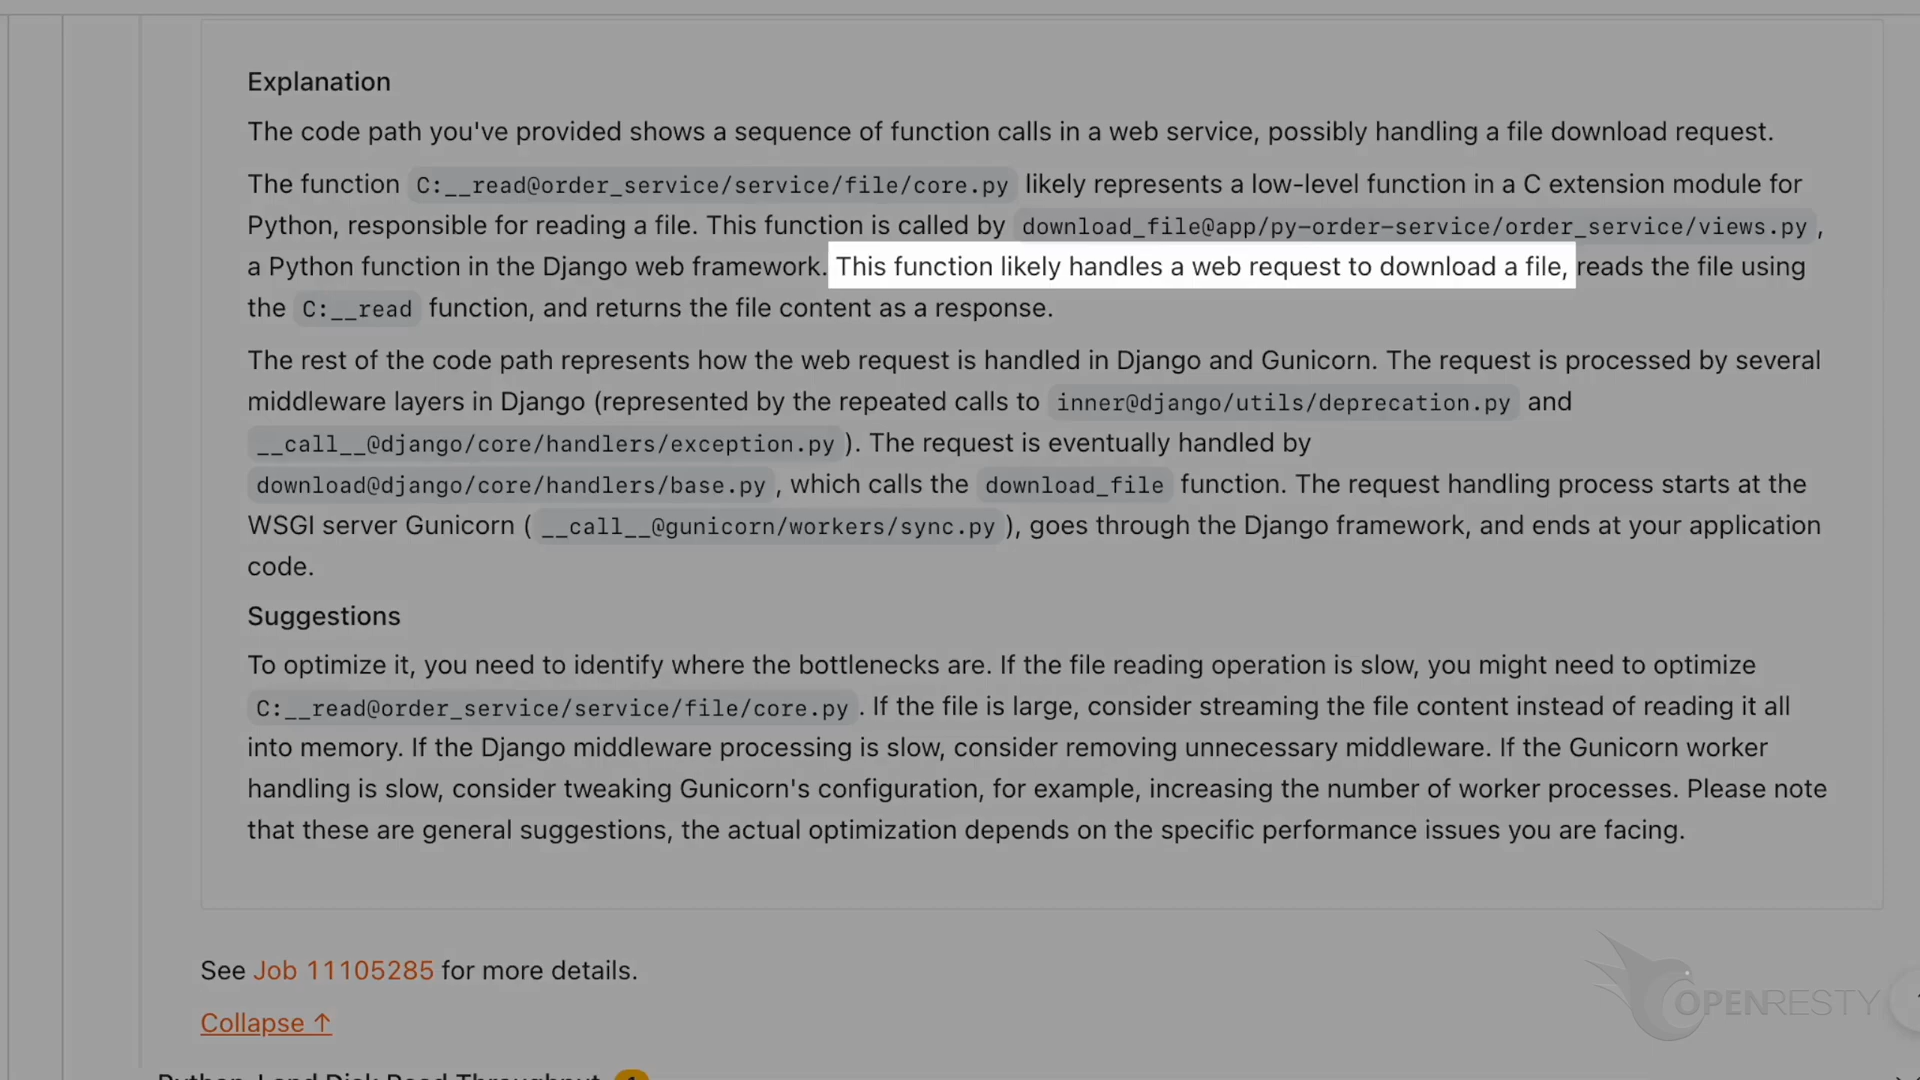 Explanation
The code path you've provided shows a sequence of function calls in a web service, possibly handling a file download request.
The function C:__read@order_service/service/file/core.py likely represents a low-level function in a C extension module for
Python, responsible for reading a file. This function is called by download_file@app/py-order-service/order_service/views.py ,
a Python function in the Django web framework. This function likely handles a web request to download a file, reads the file using
the C:__read function, and returns the file content as a response.
The rest of the code path represents how the web request is handled in Django and Gunicorn. The request is processed by several
middleware layers in Django (represented by the repeated calls to inner@django/utils/deprecation.py and
__call__@django/core/handlers/exception.py ). The request is eventually handled by
download@django/core/handlers/base.py , which calls the download_file function. The request handling process starts at the
WSGI server Gunicorn ( __call__@gunicorn/workers/sync.py ), goes through the Django framework, and ends at your application
code.
Suggestions
To optimize it, you need to identify where the bottlenecks are. If the file reading operation is slow, you might need to optimize
C:__read@order_service/service/file/core.py . If the file is large, consider streaming the file content instead of reading it all
into memory. If the Django middleware processing is slow, consider removing unnecessary middleware. If the Gunicorn worker
handling is slow, consider tweaking Gunicorn's configuration, for example, increasing the number of worker processes. Please note
that these are general suggestions, the actual optimization depends on the specific performance issues you are facing.
See Job 11105285 for more details.
Collapse ↑
OPENRESTY